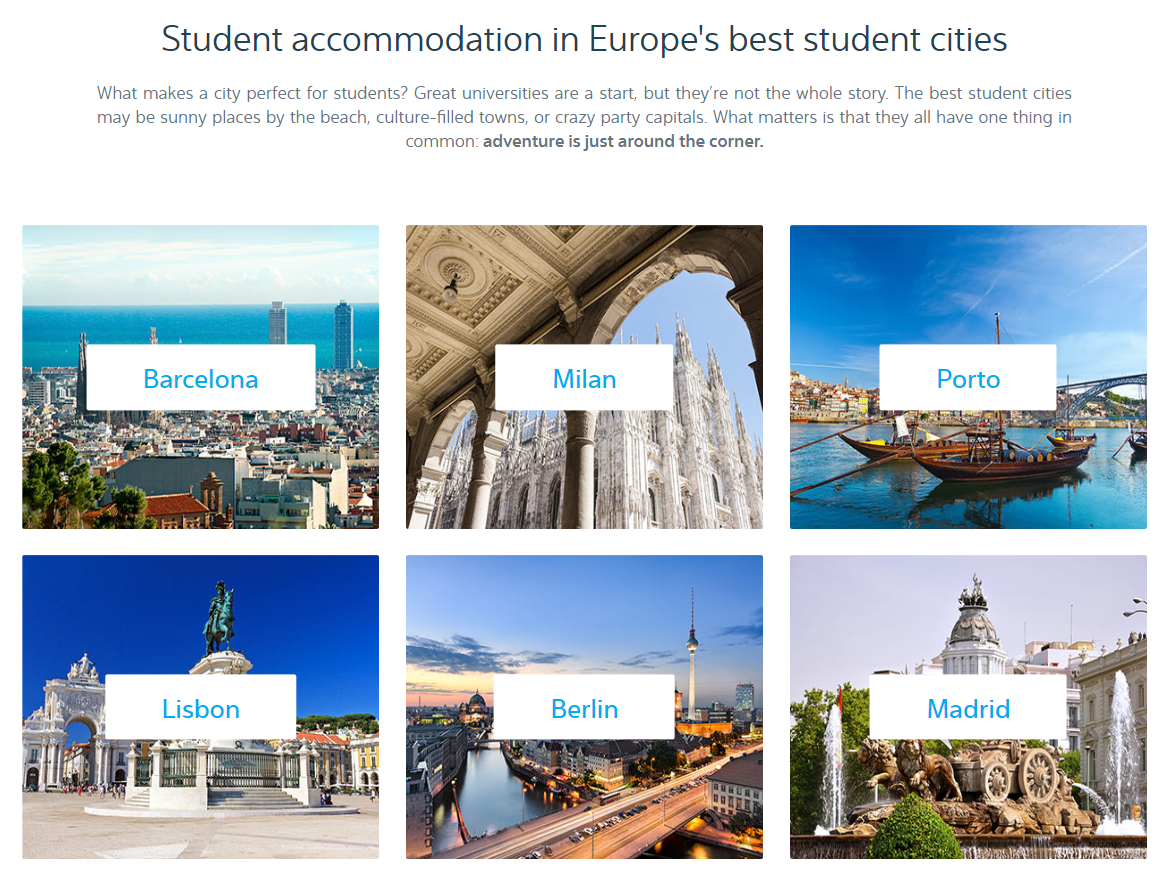 Student accommodation in Europe's best student cities
What makes a city perfect for students? Great universities are a start, but they’re not the whole story. The best student cities
may be sunny places by the beach, culture-filled towns, or crazy party capitals. What matters is that they all have one thing in
common: adventure is just around the corner.
Barcelona
Milan
Porto
Lisbon
Berlin
Madrid